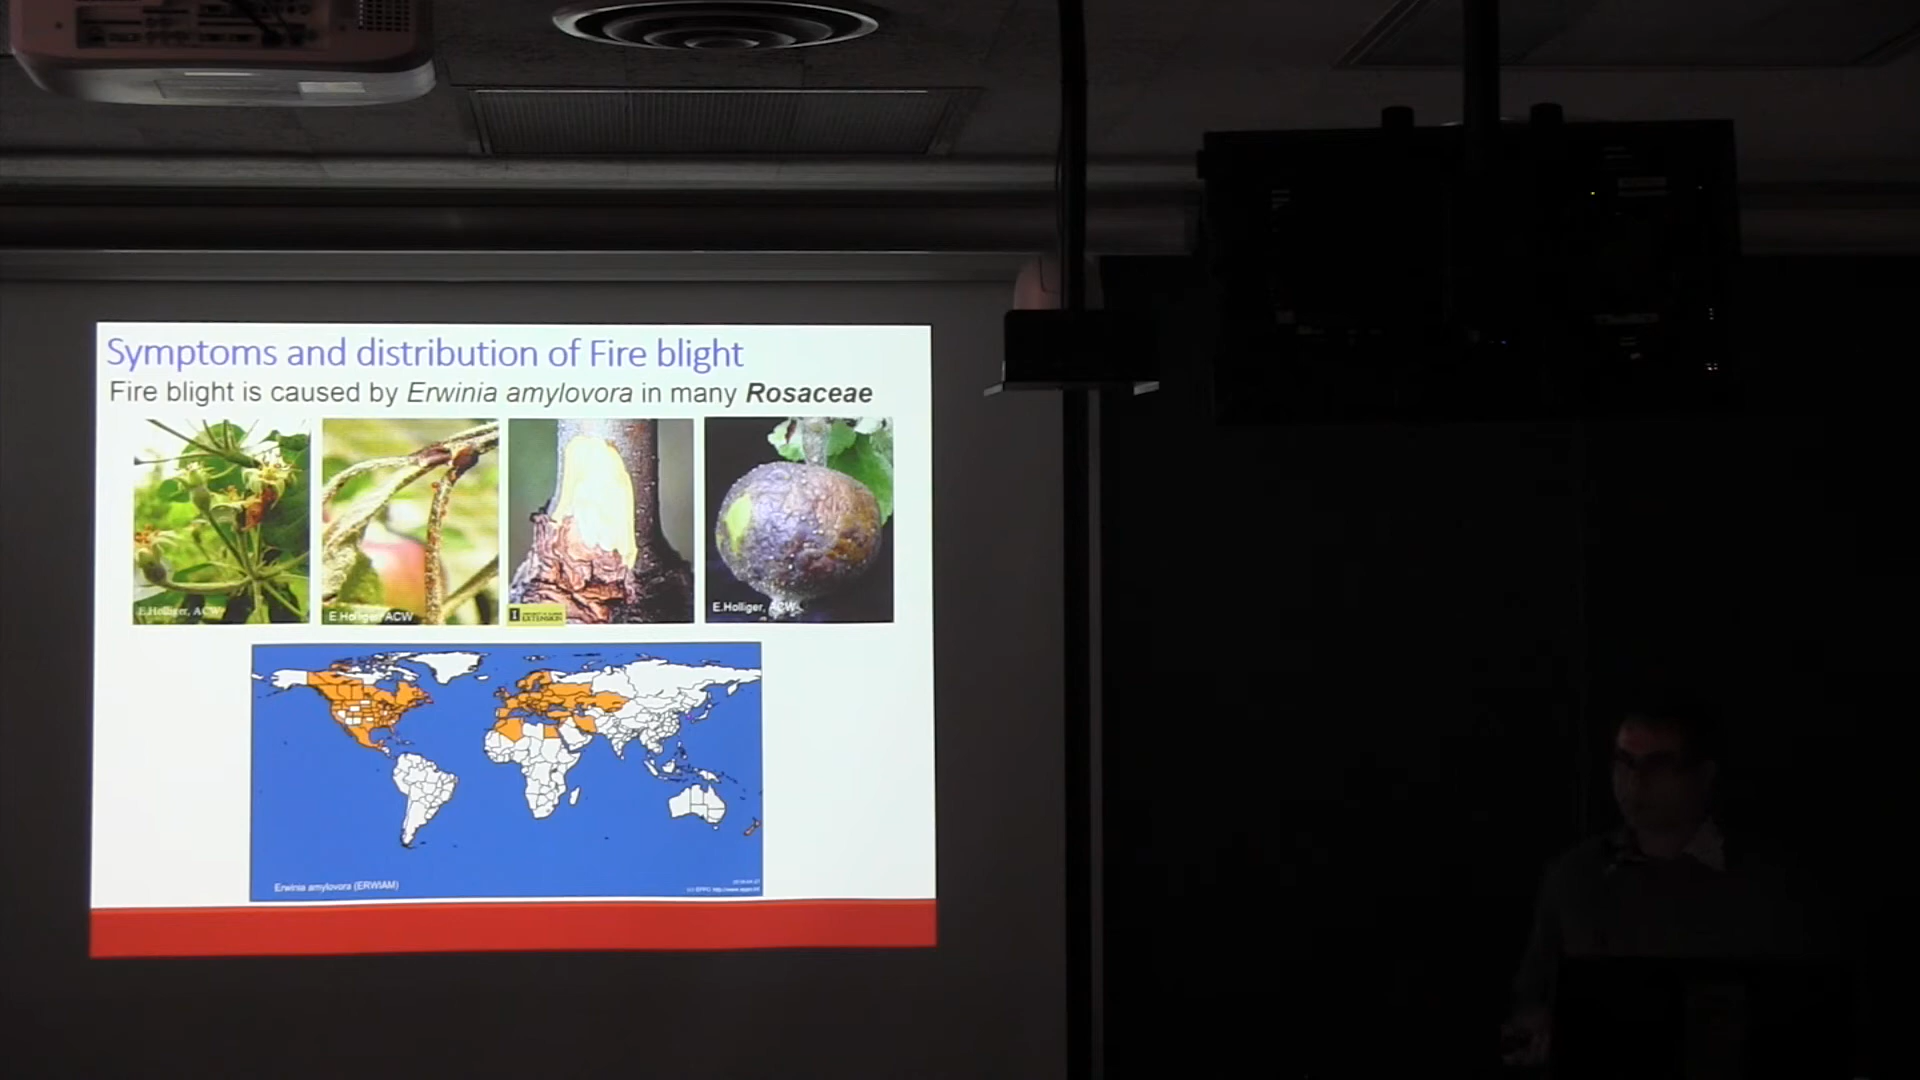 Symptoms and distribution of Fire blight
Fire blight is caused by Erwinia amylovora in many Rosaceae
E.Holliger, ACW
E.Holliger, ACW
EXTENSION
E.Holliger, ACW
Erwinia amylovora (ERWIAM)